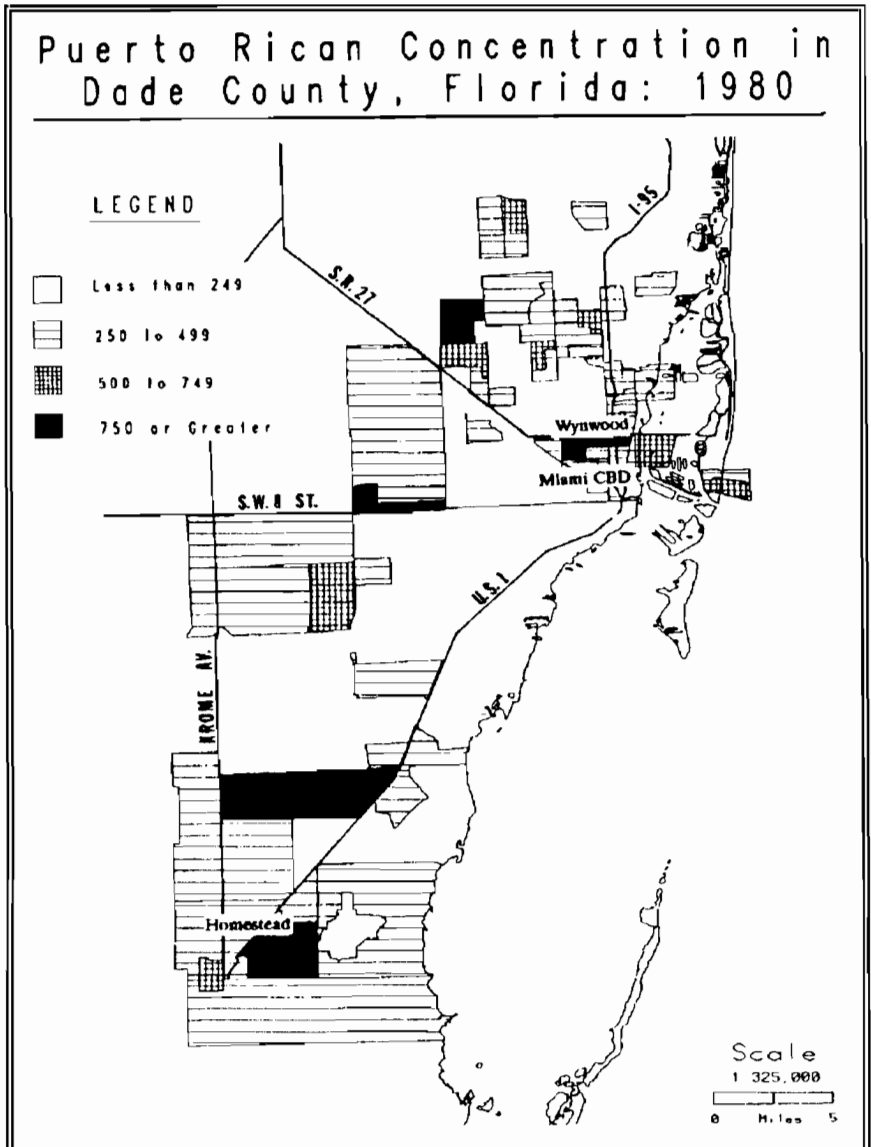 Puerto Rican Concentration in
Dade County, Florida: 1980
LEGEND
Less than 249
250 to 499
500 to 749
750 or Greater
I-95
S.R. 27
Wynwood
Miami CBD
S.W. 8 ST.
U.S. 1
KROME AV.
Homestead
Scale
1 325,000
0 Miles 5